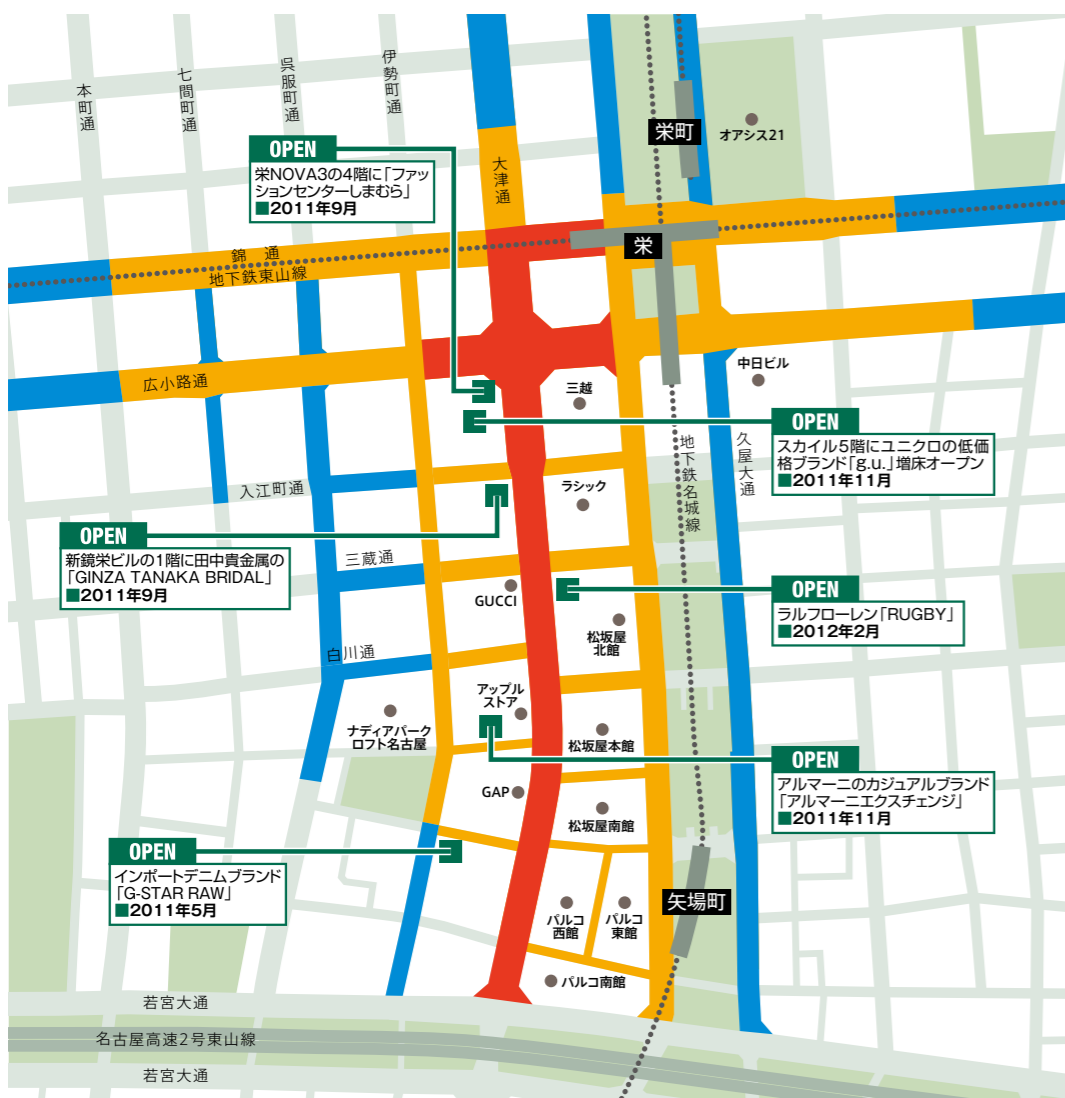 本町通
七間町通
呉服町通
伊勢町通
大津通
栄町
オアシス21
OPEN
栄NOVA3の4階に「ファッ
ションセンターしまむら」
■2011年9月
錦 通
地下鉄東山線
栄
広小路通
三越
中日ビル
OPEN
スカイル5階にユニクロの低価
格ブランド「g.u.」増床オープン
■2011年11月
地下鉄名城線
久屋大通
入江町通
ラシック
OPEN
新鏡栄ビルの1階に田中貴金属の
「GINZA TANAKA BRIDAL」
■2011年9月
三蔵通
GUCCI
OPEN
ラルフローレン「RUGBY」
■2012年2月
松坂屋
北館
白川通
アップル
ストア
ナディアパーク
ロフト名古屋
松坂屋本館
OPEN
アルマーニのカジュアルブランド
「アルマーニエクスチェンジ」
■2011年11月
GAP
松坂屋南館
OPEN
インポートデニムブランド
「G-STAR RAW」
■2011年5月
矢場町
パルコ
西館
パルコ
東館
パルコ南館
若宮大通
名古屋高速2号東山線
若宮大通